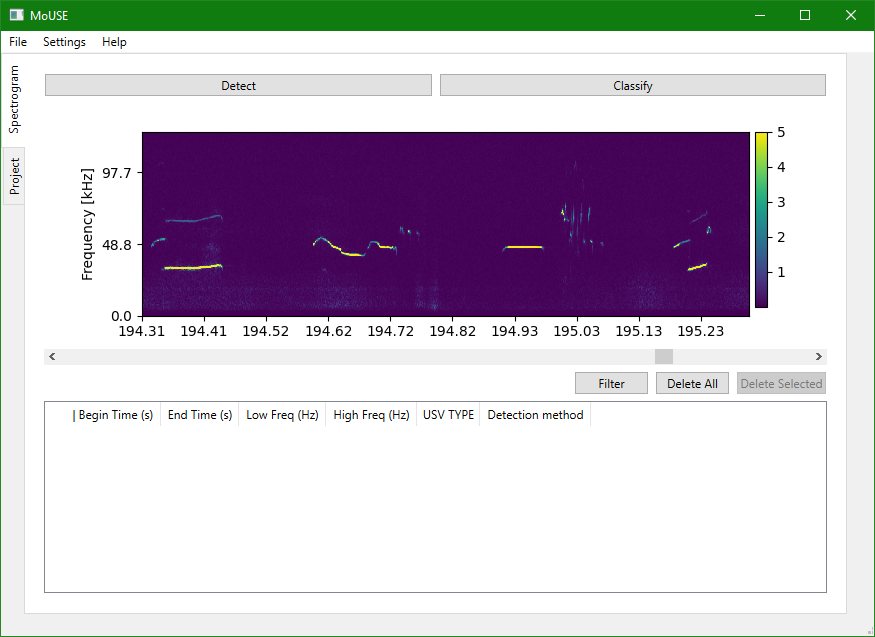 MoUSE
File Settings Help
Spectrogram
Project
Detect Classify
Frequency [kHz]
97.7
48.8
0.0
5
4
3
2
1
194.31 194.41 194.52 194.62 194.72 194.82 194.93 195.03 195.13 195.23
Filter Delete All Delete Selected
| Begin Time (s) End Time (s) Low Freq (Hz) High Freq (Hz) USV TYPE Detection method